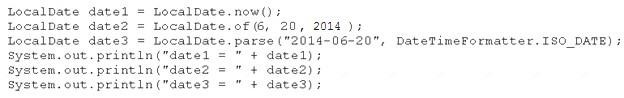 LocalDate date1 = LocalDate.now();
LocalDate date2 = LocalDate.of(6, 20, 2014 );
LocalDate date3 = LocalDate.parse("2014-06-20", DateTimeFormatter.ISO_DATE);
System.out.println("date1 = " + date1);
System.out.println("date2 = " + date2);
System.out.println("date3 = " + date3);